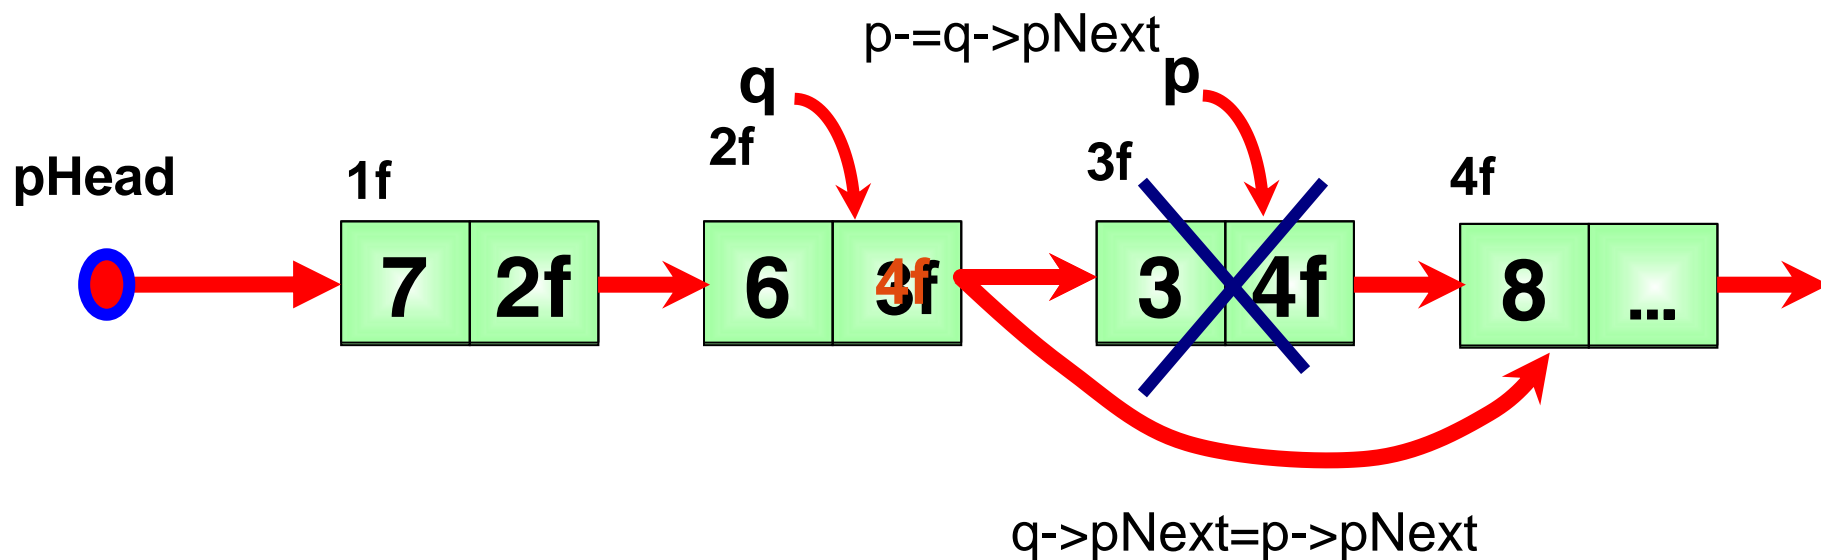 p-=q->pNext
q
p
2f
3f
pHead
1f
4f
7 2f
6 3f 4f
3 4f
8 ...
q->pNext=p->pNext